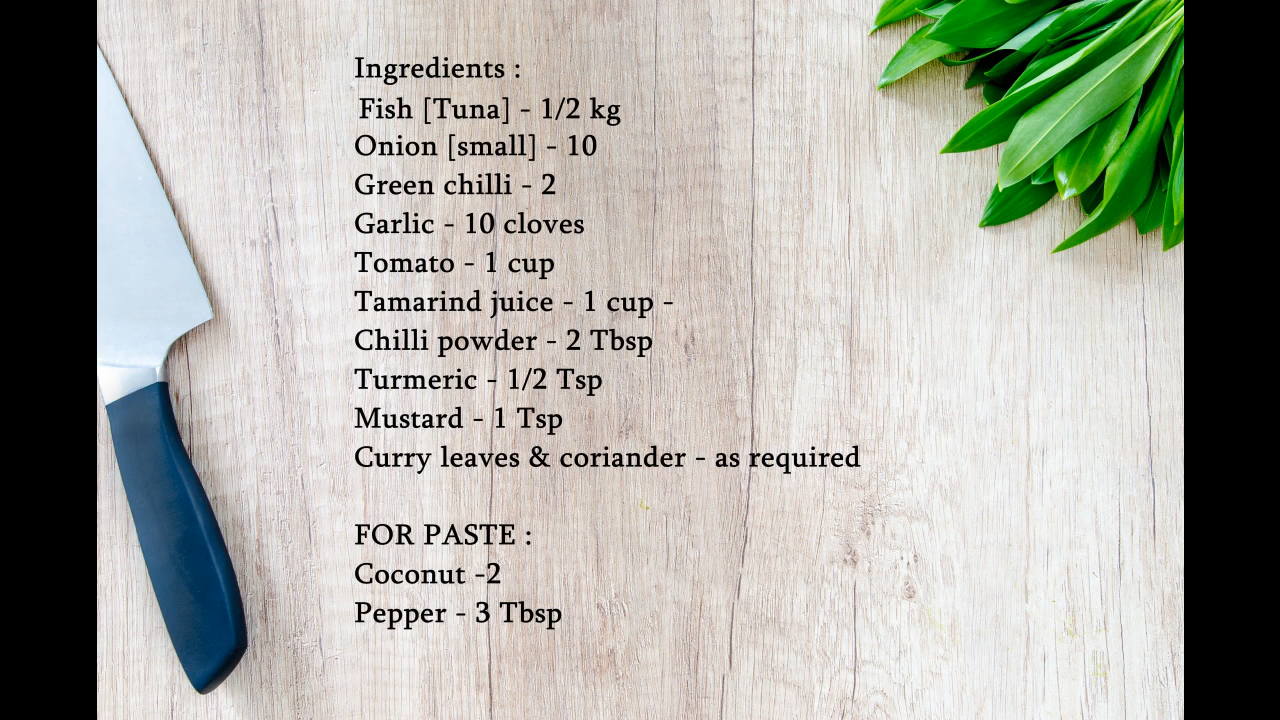 Ingredients :
Fish [Tuna] - 1/2 kg
Onion [small] - 10
Green chilli - 2
Garlic - 10 cloves
Tomato - 1 cup
Tamarind juice - 1 cup -
Chilli powder - 2 Tbsp
Turmeric - 1/2 Tsp
Mustard - 1 Tsp
Curry leaves & coriander - as required
FOR PASTE :
Coconut -2
Pepper - 3 Tbsp